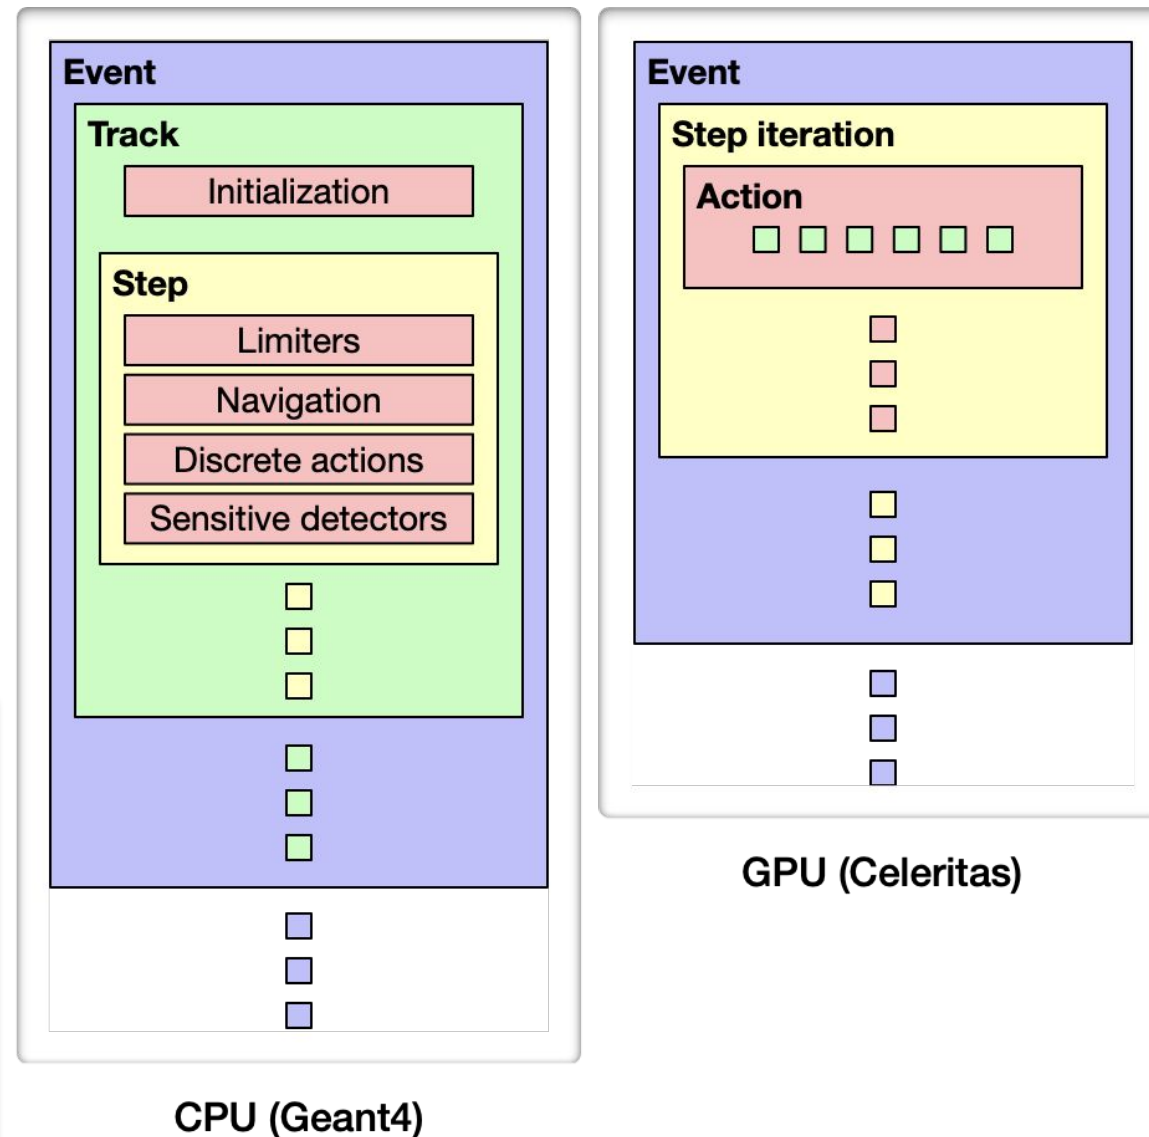 Event
Track
Initialization
Step
Limiters
Navigation
Discrete actions
Sensitive detectors
CPU (Geant4)
Event
Step iteration
Action
GPU (Celeritas)